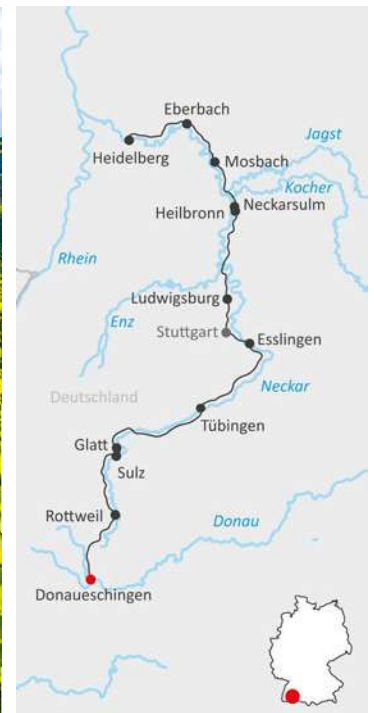 Eberbach
Jagst
Heidelberg
Mosbach
Kocher
Neckarsulm
Heilbronn
Rhein
Ludwigsburg
Enz
Stuttgart
Esslingen
Neckar
Deutschland
Tübingen
Glatt
Sulz
Rottweil
Donau
Donaueschingen